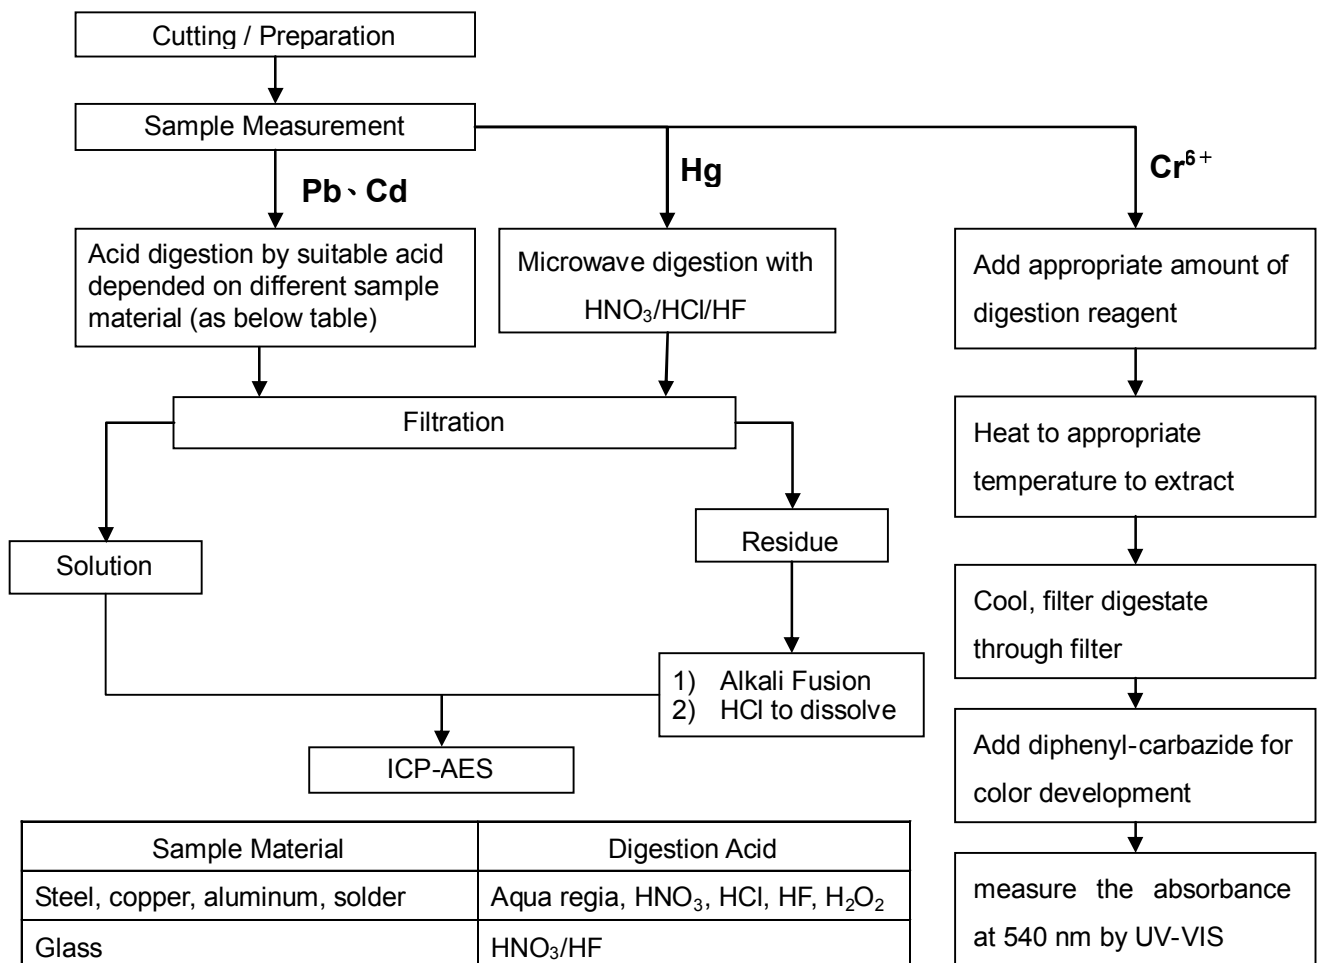 Cutting / Preparation
Sample Measurement
Pb、Cd
Hg
Cr⁶⁺
Acid digestion by suitable acid
depended on different sample
material (as below table)
Microwave digestion with
HNO₃/HCl/HF
Add appropriate amount of
digestion reagent
Filtration
Heat to appropriate
temperature to extract
Solution
Residue
Cool, filter digestate
through filter
1) Alkali Fusion
2) HCl to dissolve
ICP-AES
Add diphenyl-carbazide for
color development
measure the absorbance
at 540 nm by UV-VIS
Sample Material Digestion Acid
Steel, copper, aluminum, solder Aqua regia, HNO₃, HCl, HF, H₂O₂
Glass HNO₃/HF